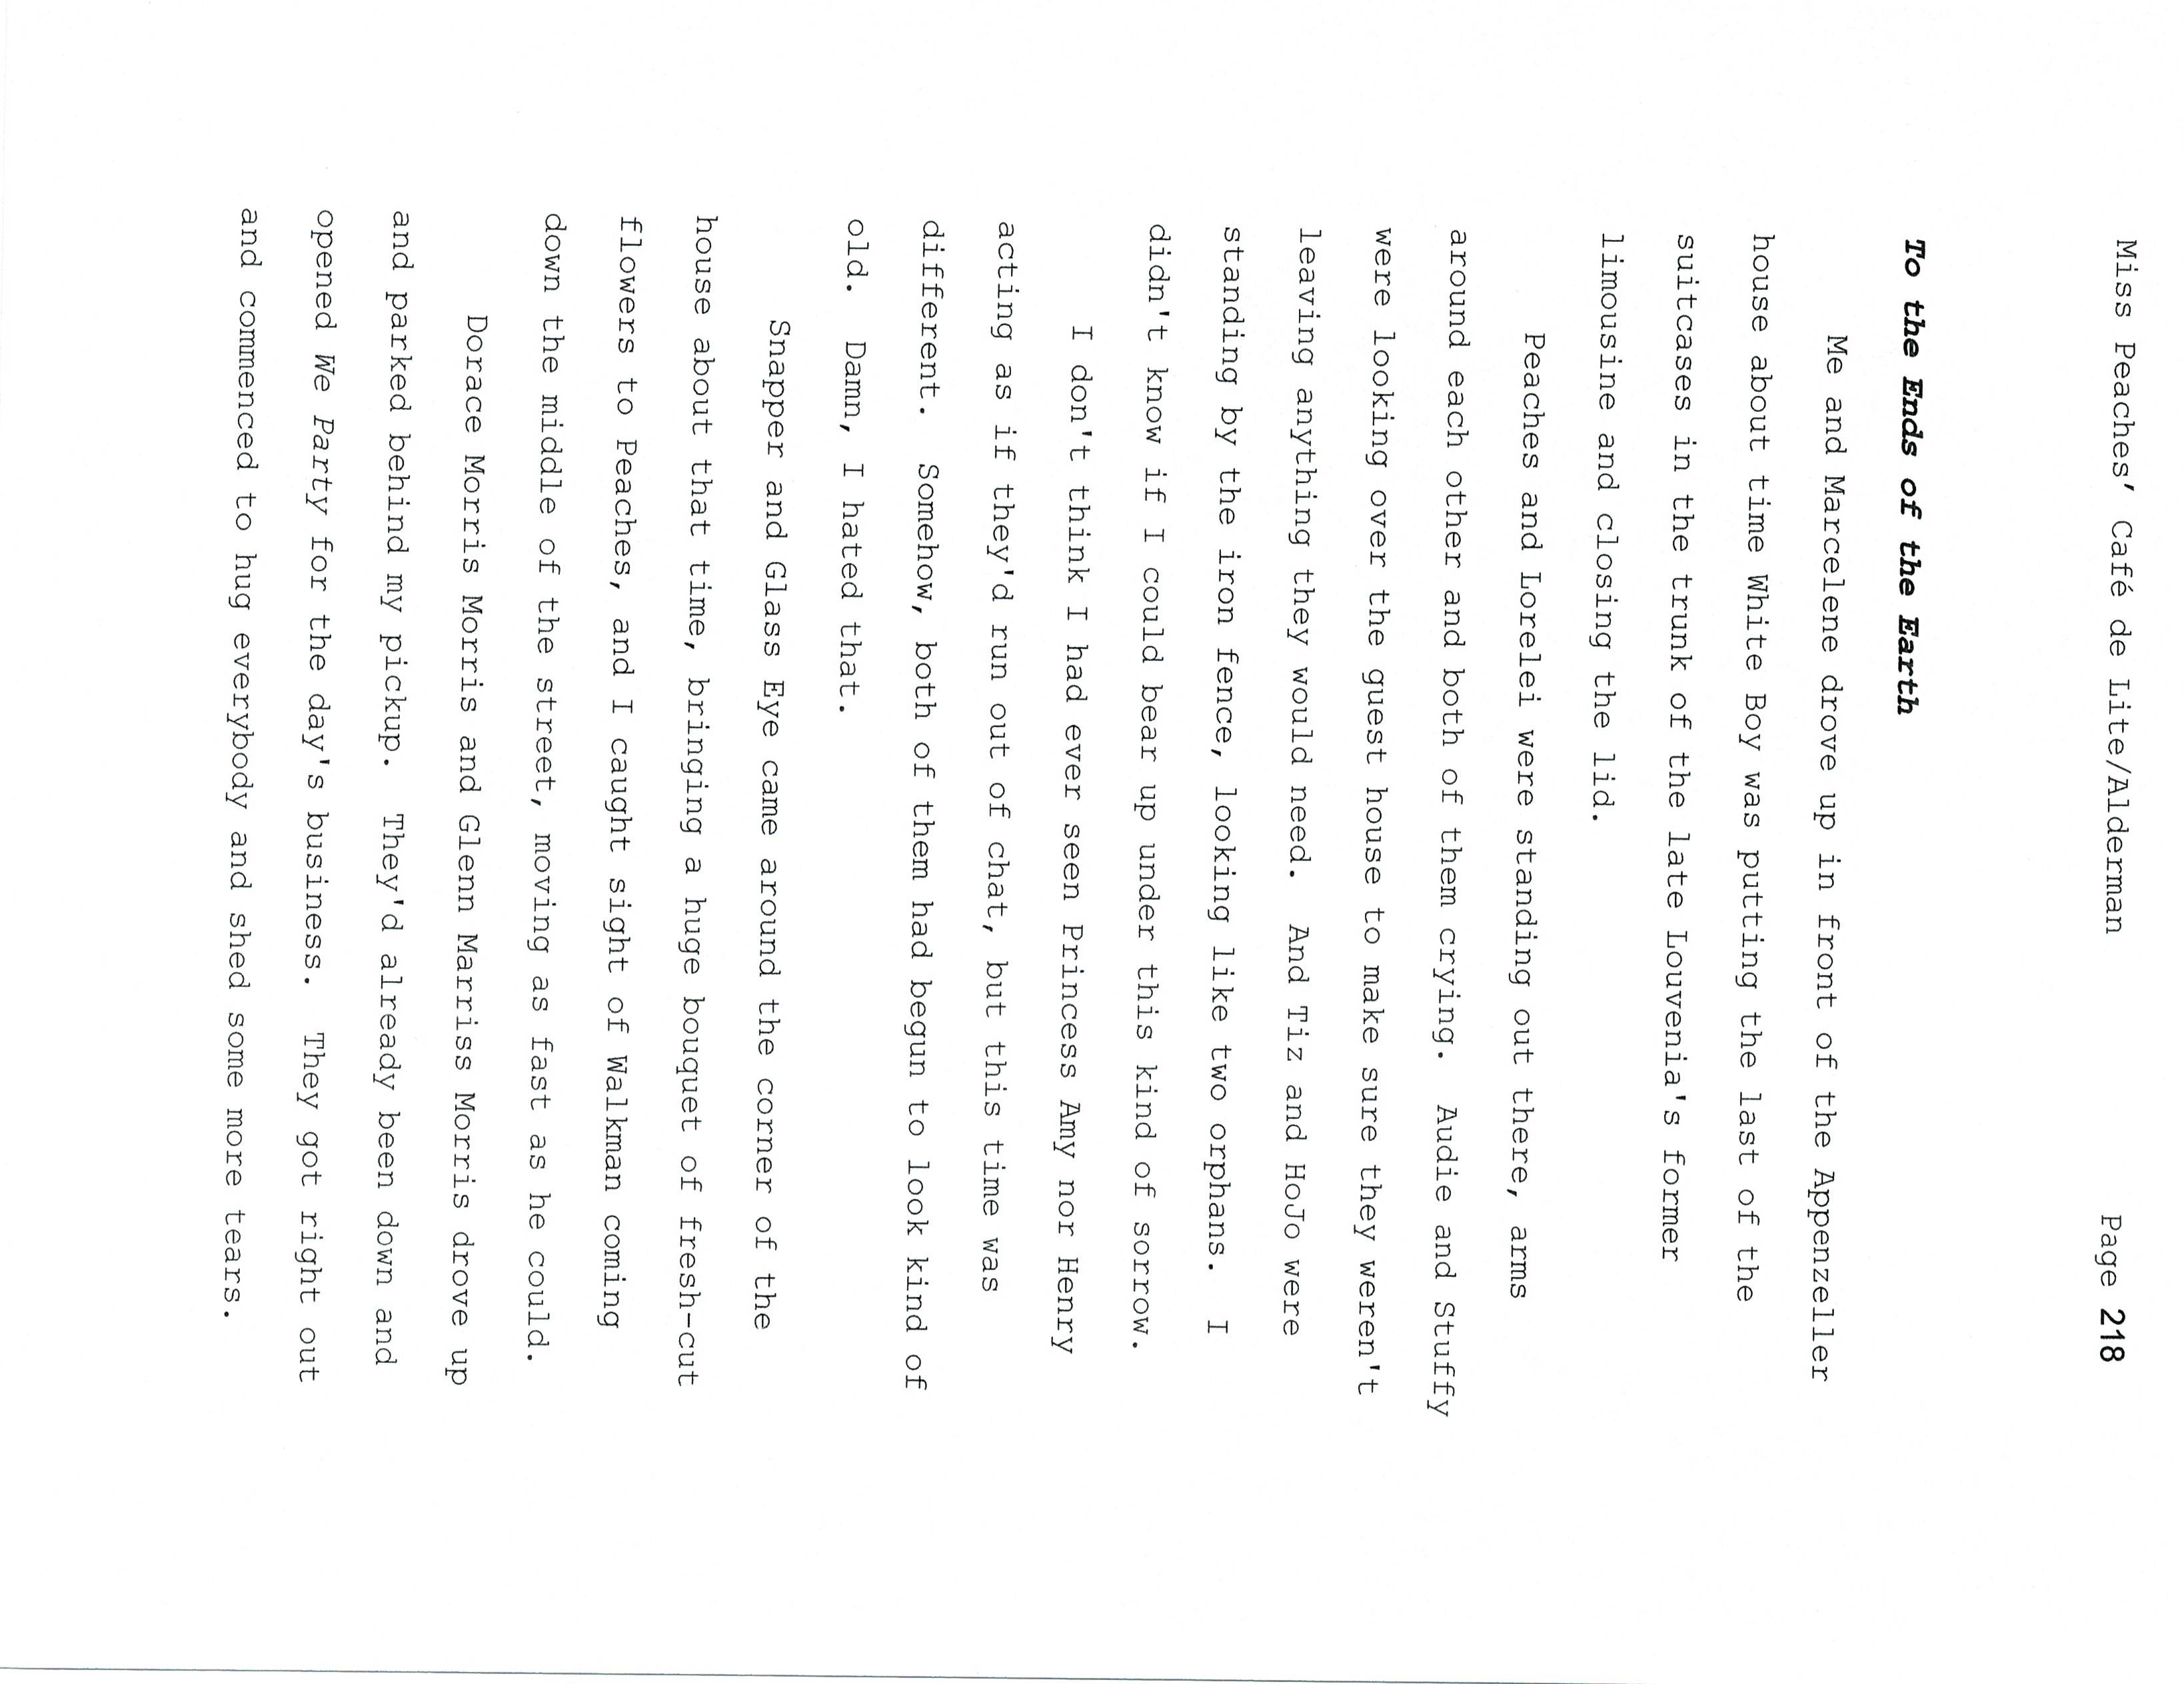 Miss Peaches’ Café de Lite/Alderman Page 218
To the Ends of the Earth
Me and Marcelene drove up in front of the Appenzeller
house about time White Boy was putting the last of the
suitcases in the trunk of the late Louvenia's former
limousine and closing the lid.
Peaches and Lorelei were standing out there, arms
around each other and both of them crying. Audie and Stuffy
were looking over the guest house to make sure they weren't
leaving anything they would need. And Tiz and HoJo were
standing by the iron fence, looking like two orphans. I
didn't know if I could bear up under this kind of sorrow.
I don't think I had ever seen Princess Amy nor Henry
acting as if they'd run out of chat, but this time was
different. Somehow, both of them had begun to look kind of
old. Damn, I hated that.
Snapper and Glass Eye came around the corner of the
house about that time, bringing a huge bouquet of fresh-cut
flowers to Peaches, and I caught sight of Walkman coming
down the middle of the street, moving as fast as he could.
Dorace Morris Morris and Glenn Marriss Morris drove up
and parked behind my pickup. They'd already been down and
opened We Party for the day's business. They got right out
and commenced to hug everybody and shed some more tears.